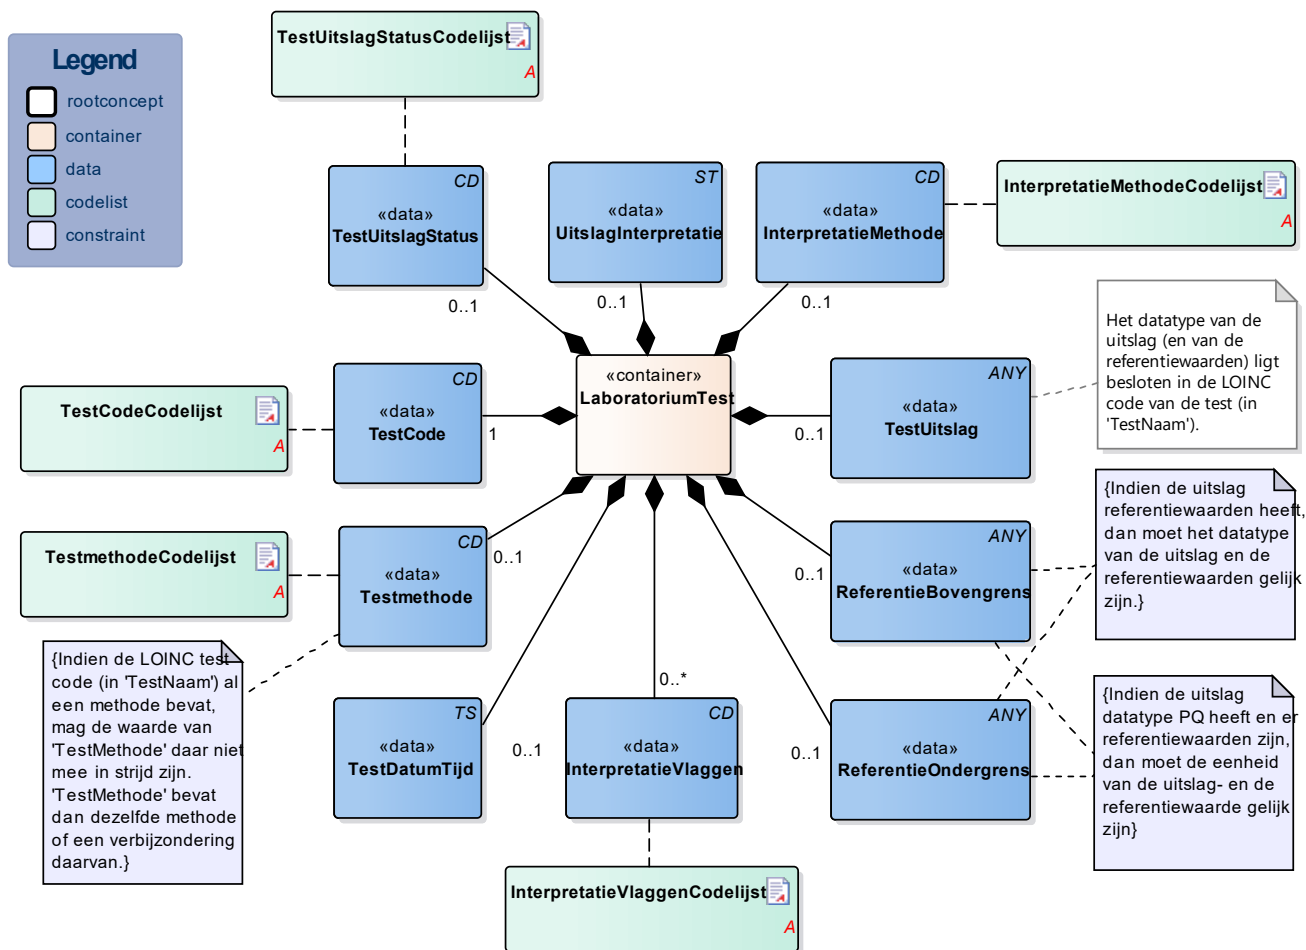 Legend
rootconcept
container
data
codelist
constraint
TestUitslagStatusCodelijst
A
CD
«data»
TestUitslagStatus
0..1
ST
«data»
UitslagInterpretatie
0..1
CD
«data»
InterpretatieMethode
0..1
InterpretatieMethodeCodelijst
A
«container»
LaboratoriumTest
TestCodeCodelijst
A
CD
«data»
TestCode
1
ANY
«data»
TestUitslag
0..1
Het datatype van de
uitslag (en van de
referentiewaarden) ligt
besloten in de LOINC
code van de test (in
'TestNaam').
TestmethodeCodelijst
A
CD
«data»
Testmethode
0..1
ANY
«data»
ReferentieBovengrens
0..1
{Indien de uitslag
referentiewaarden heeft,
dan moet het datatype
van de uitslag en de
referentiewaarden gelijk
zijn.}
{Indien de LOINC test
code (in 'TestNaam') al
een methode bevat,
mag de waarde van
'TestMethode' daar niet
mee in strijd zijn.
'TestMethode' bevat
dan dezelfde methode
of een verbijzondering
daarvan.}
TS
«data»
TestDatumTijd
0..1
0..*
CD
«data»
InterpretatieVlaggen
ANY
«data»
ReferentieOndergrens
0..1
{Indien de uitslag
datatype PQ heeft en er
referentiewaarden zijn,
dan moet de eenheid
van de uitslag- en de
referentiewaarde gelijk
zijn}
InterpretatieVlaggenCodelijst
A